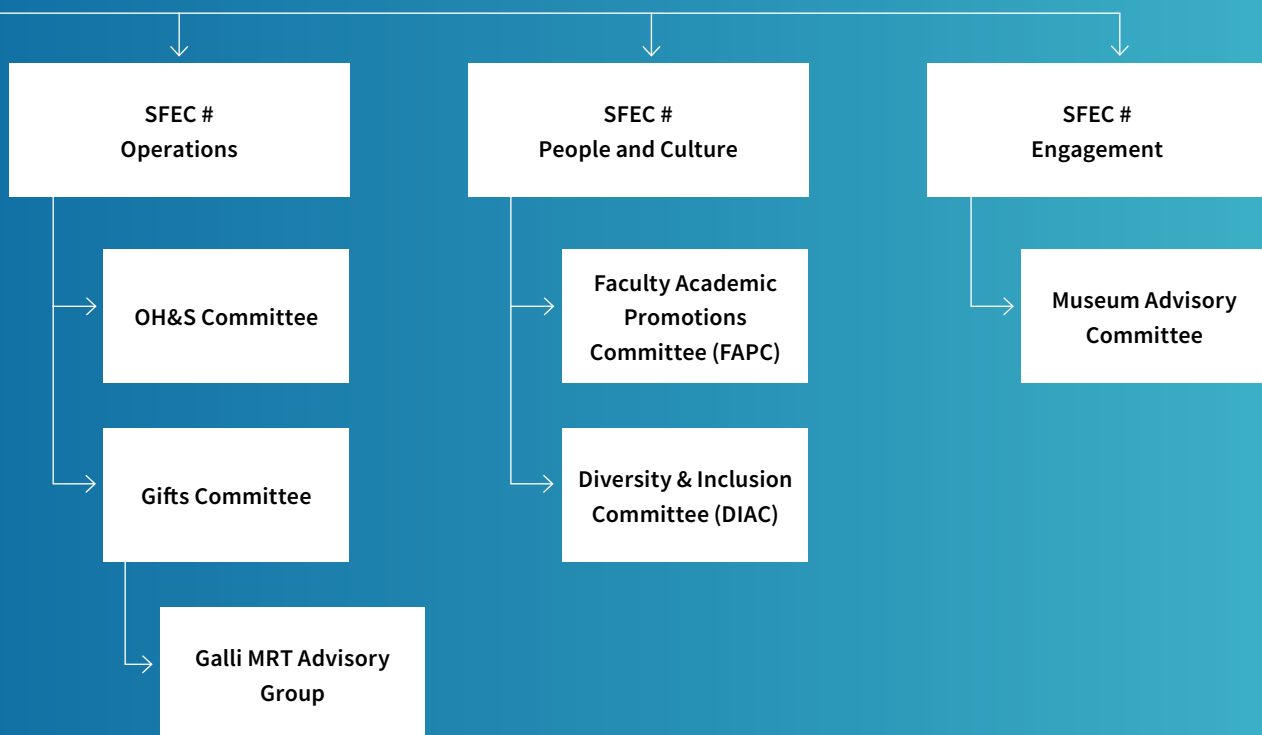 SFEC #
Operations
SFEC #
People and Culture
SFEC #
Engagement
OH&S Committee
Faculty Academic
Promotions
Committee (FAPC)
Museum Advisory
Committee
Gifts Committee
Diversity & Inclusion
Committee (DIAC)
Galli MRT Advisory
Group